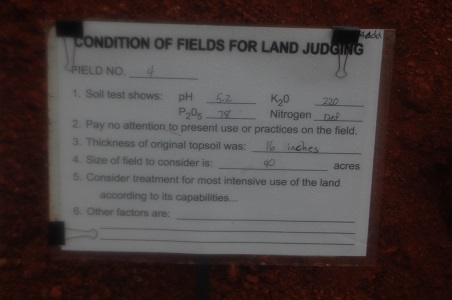 CONDITION OF FIELDS FOR LAND JUDGING
FIELD NO. 4
1. Soil test shows: pH 5.2 K2O 220
P2O5 78 Nitrogen Def
2. Pay no attention to present use or practices on the field.
3. Thickness of original topsoil was: 16 inches
4. Size of field to consider is: 40 acres
5. Consider treatment for most intensive use of the land
according to its capabilities...
6. Other factors are: